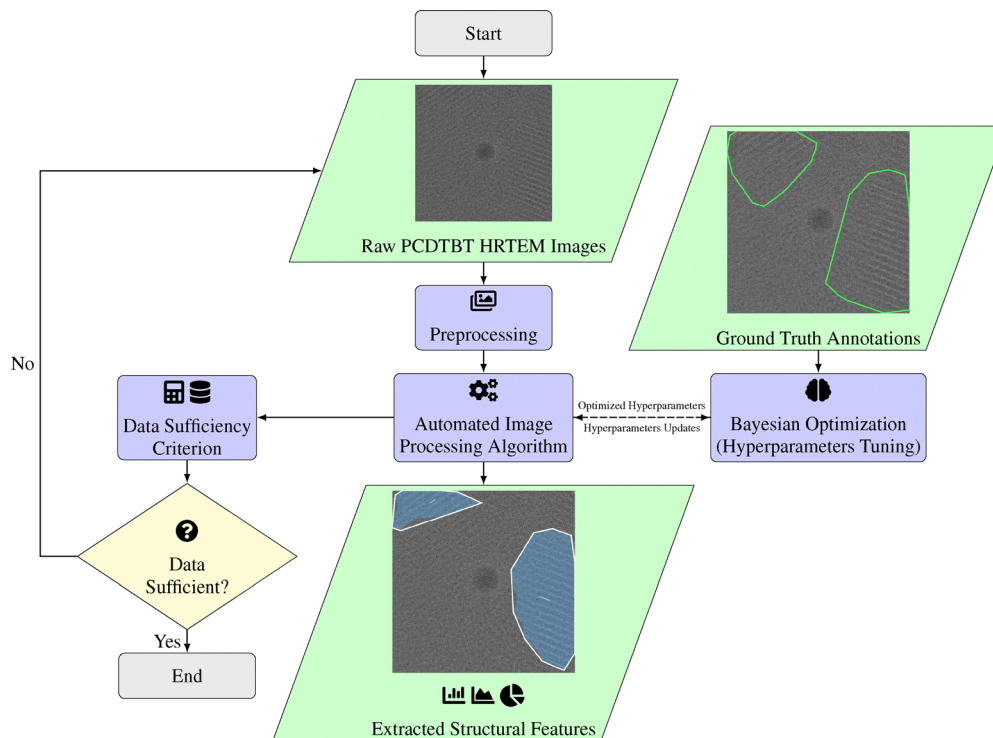 Start
Raw PCDTBT HRTEM Images
Ground Truth Annotations
Preprocessing
No
Data Sufficiency
Criterion
Automated Image
Processing Algorithm
Optimized Hyperparameters
Hyperparameters Updates
Bayesian Optimization
(Hyperparameters Tuning)
?
Data
Sufficient?
Yes
End
Extracted Structural Features